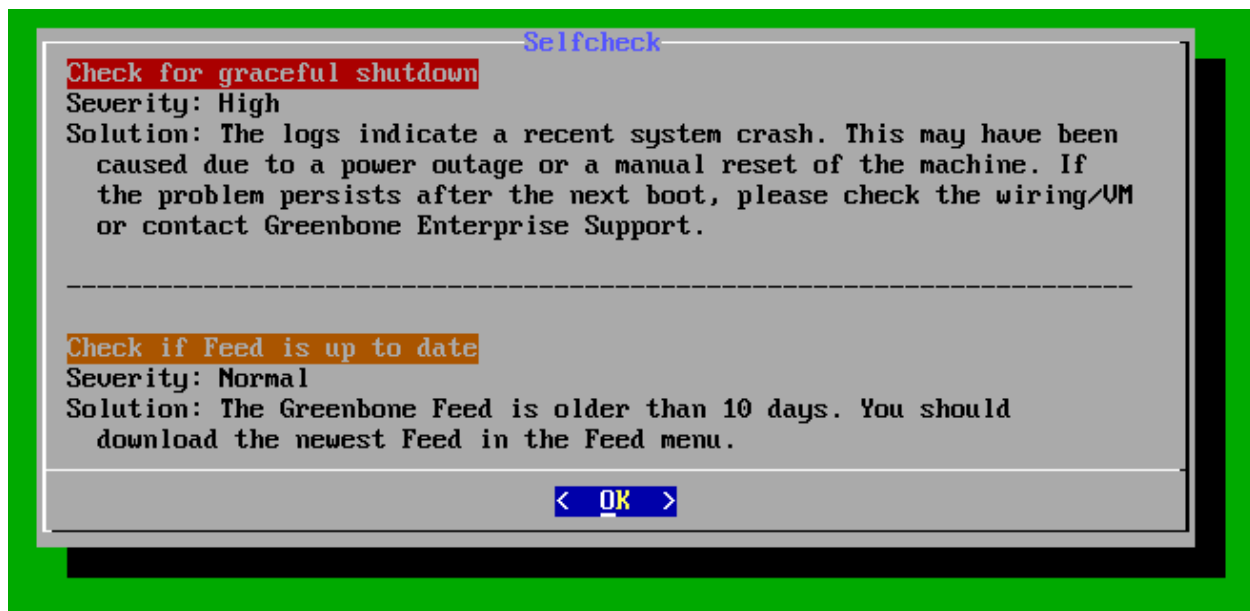 Selfcheck
Check for graceful shutdown
Severity: High
Solution: The logs indicate a recent system crash. This may have been
caused due to a power outage or a manual reset of the machine. If
the problem persists after the next boot, please check the wiring/VM
or contact Greenbone Enterprise Support.
-----------------------------------------------------------------------
Check if Feed is up to date
Severity: Normal
Solution: The Greenbone Feed is older than 10 days. You should
download the newest Feed in the Feed menu.
< OK >